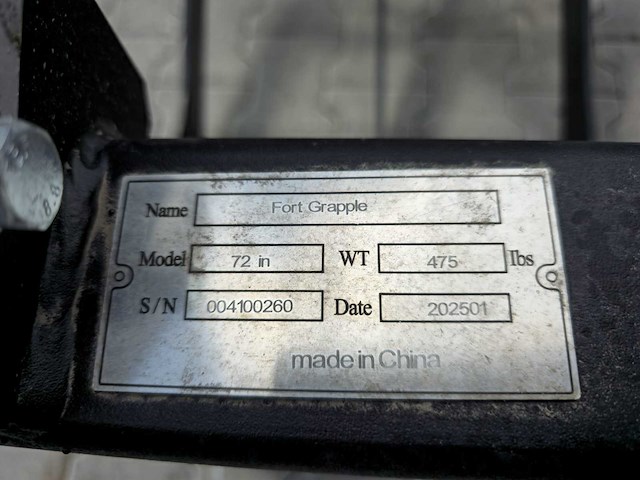 Name Fort Grapple
Model 72 in WT 475 lbs
S/N 004100260 Date 202501
made in China